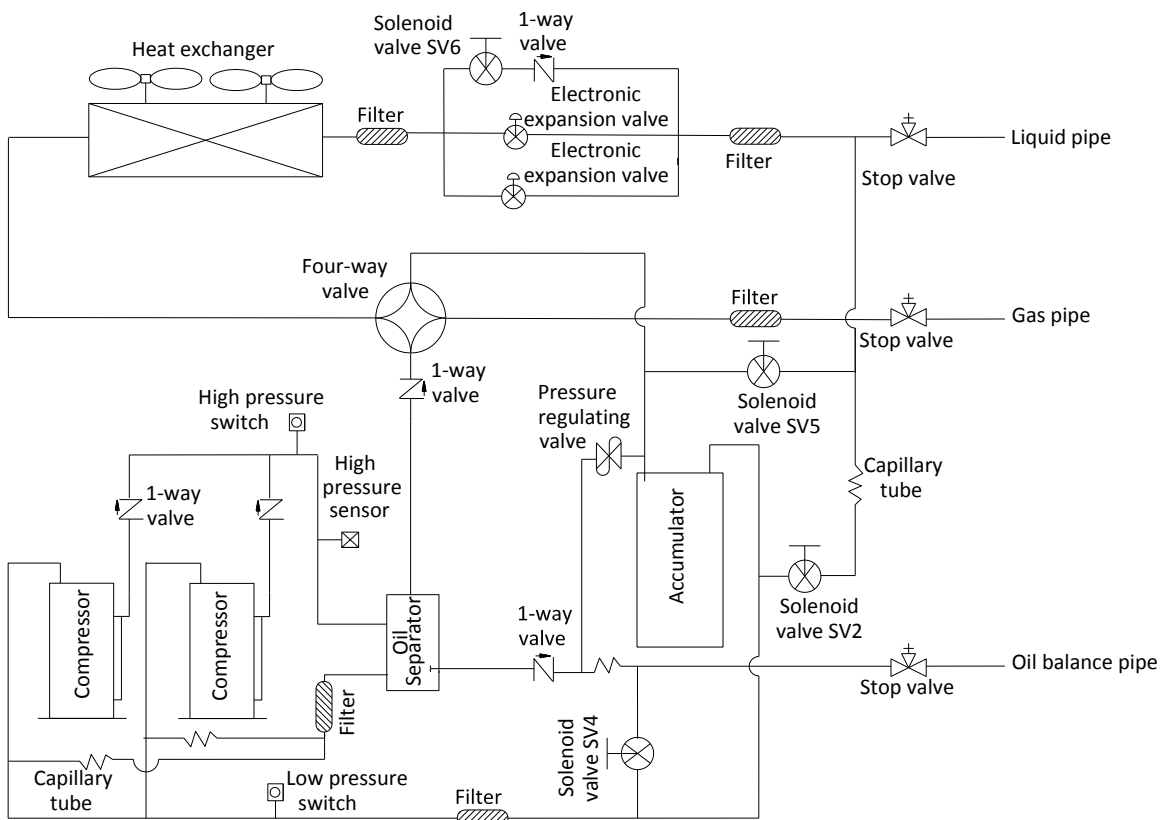 Solenoid
valve SV6
1-way
valve
Heat exchanger
Filter
Electronic
expansion valve
Electronic
expansion valve
Filter
Liquid pipe
Stop valve
Four-way
valve
Filter
Gas pipe
Stop valve
1-way
valve
High pressure
switch
Pressure
regulating
valve
Solenoid
valve SV5
High
pressure
sensor
1-way
valve
Capillary
tube
Accumulator
Compressor
Compressor
Oil
Separator
1-way
valve
Solenoid
valve SV2
Oil balance pipe
Stop valve
Filter
Solenoid
valve SV4
Capillary
tube
Low pressure
switch
Filter